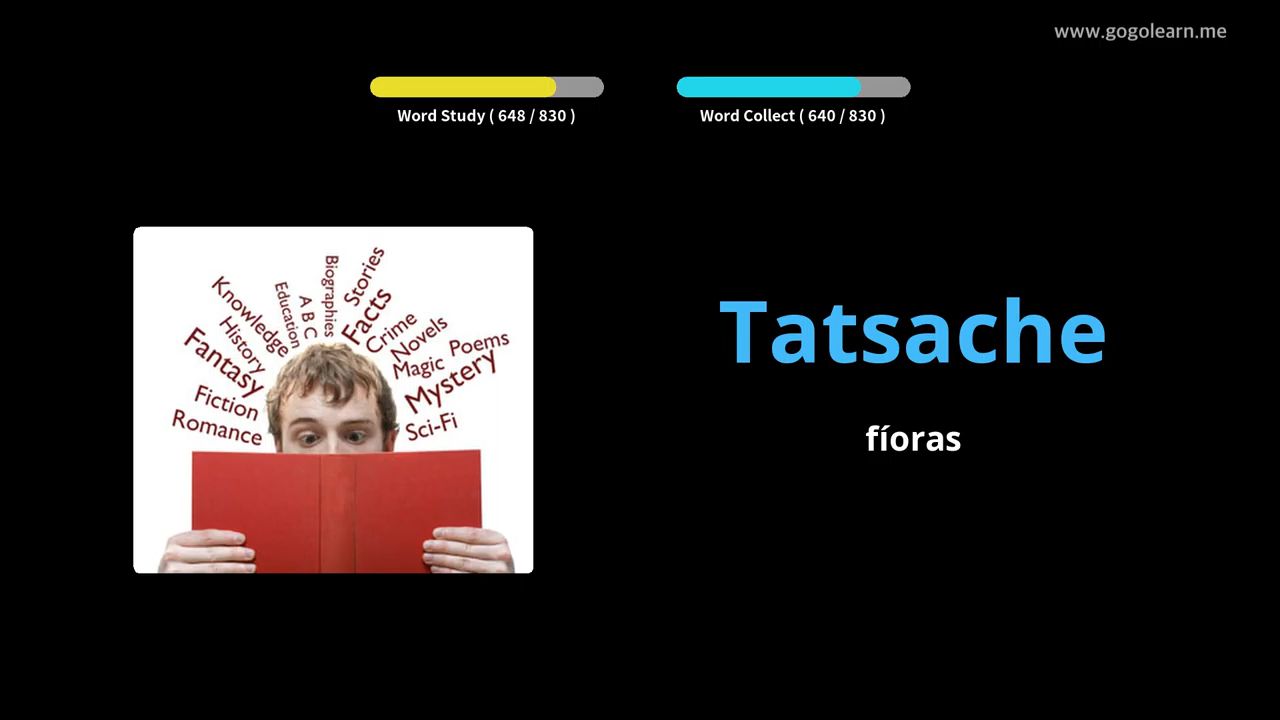 www.gogolearn.me
Word Study ( 648 / 830 )
Word Collect ( 640 / 830 )
Biographies
Stories
Education
A B C
Facts
Knowledge
Crime
History
Novels
Poems
Fantasy
Magic
Mystery
Fiction
Romance
Sci-Fi
Tatsache
fíoras